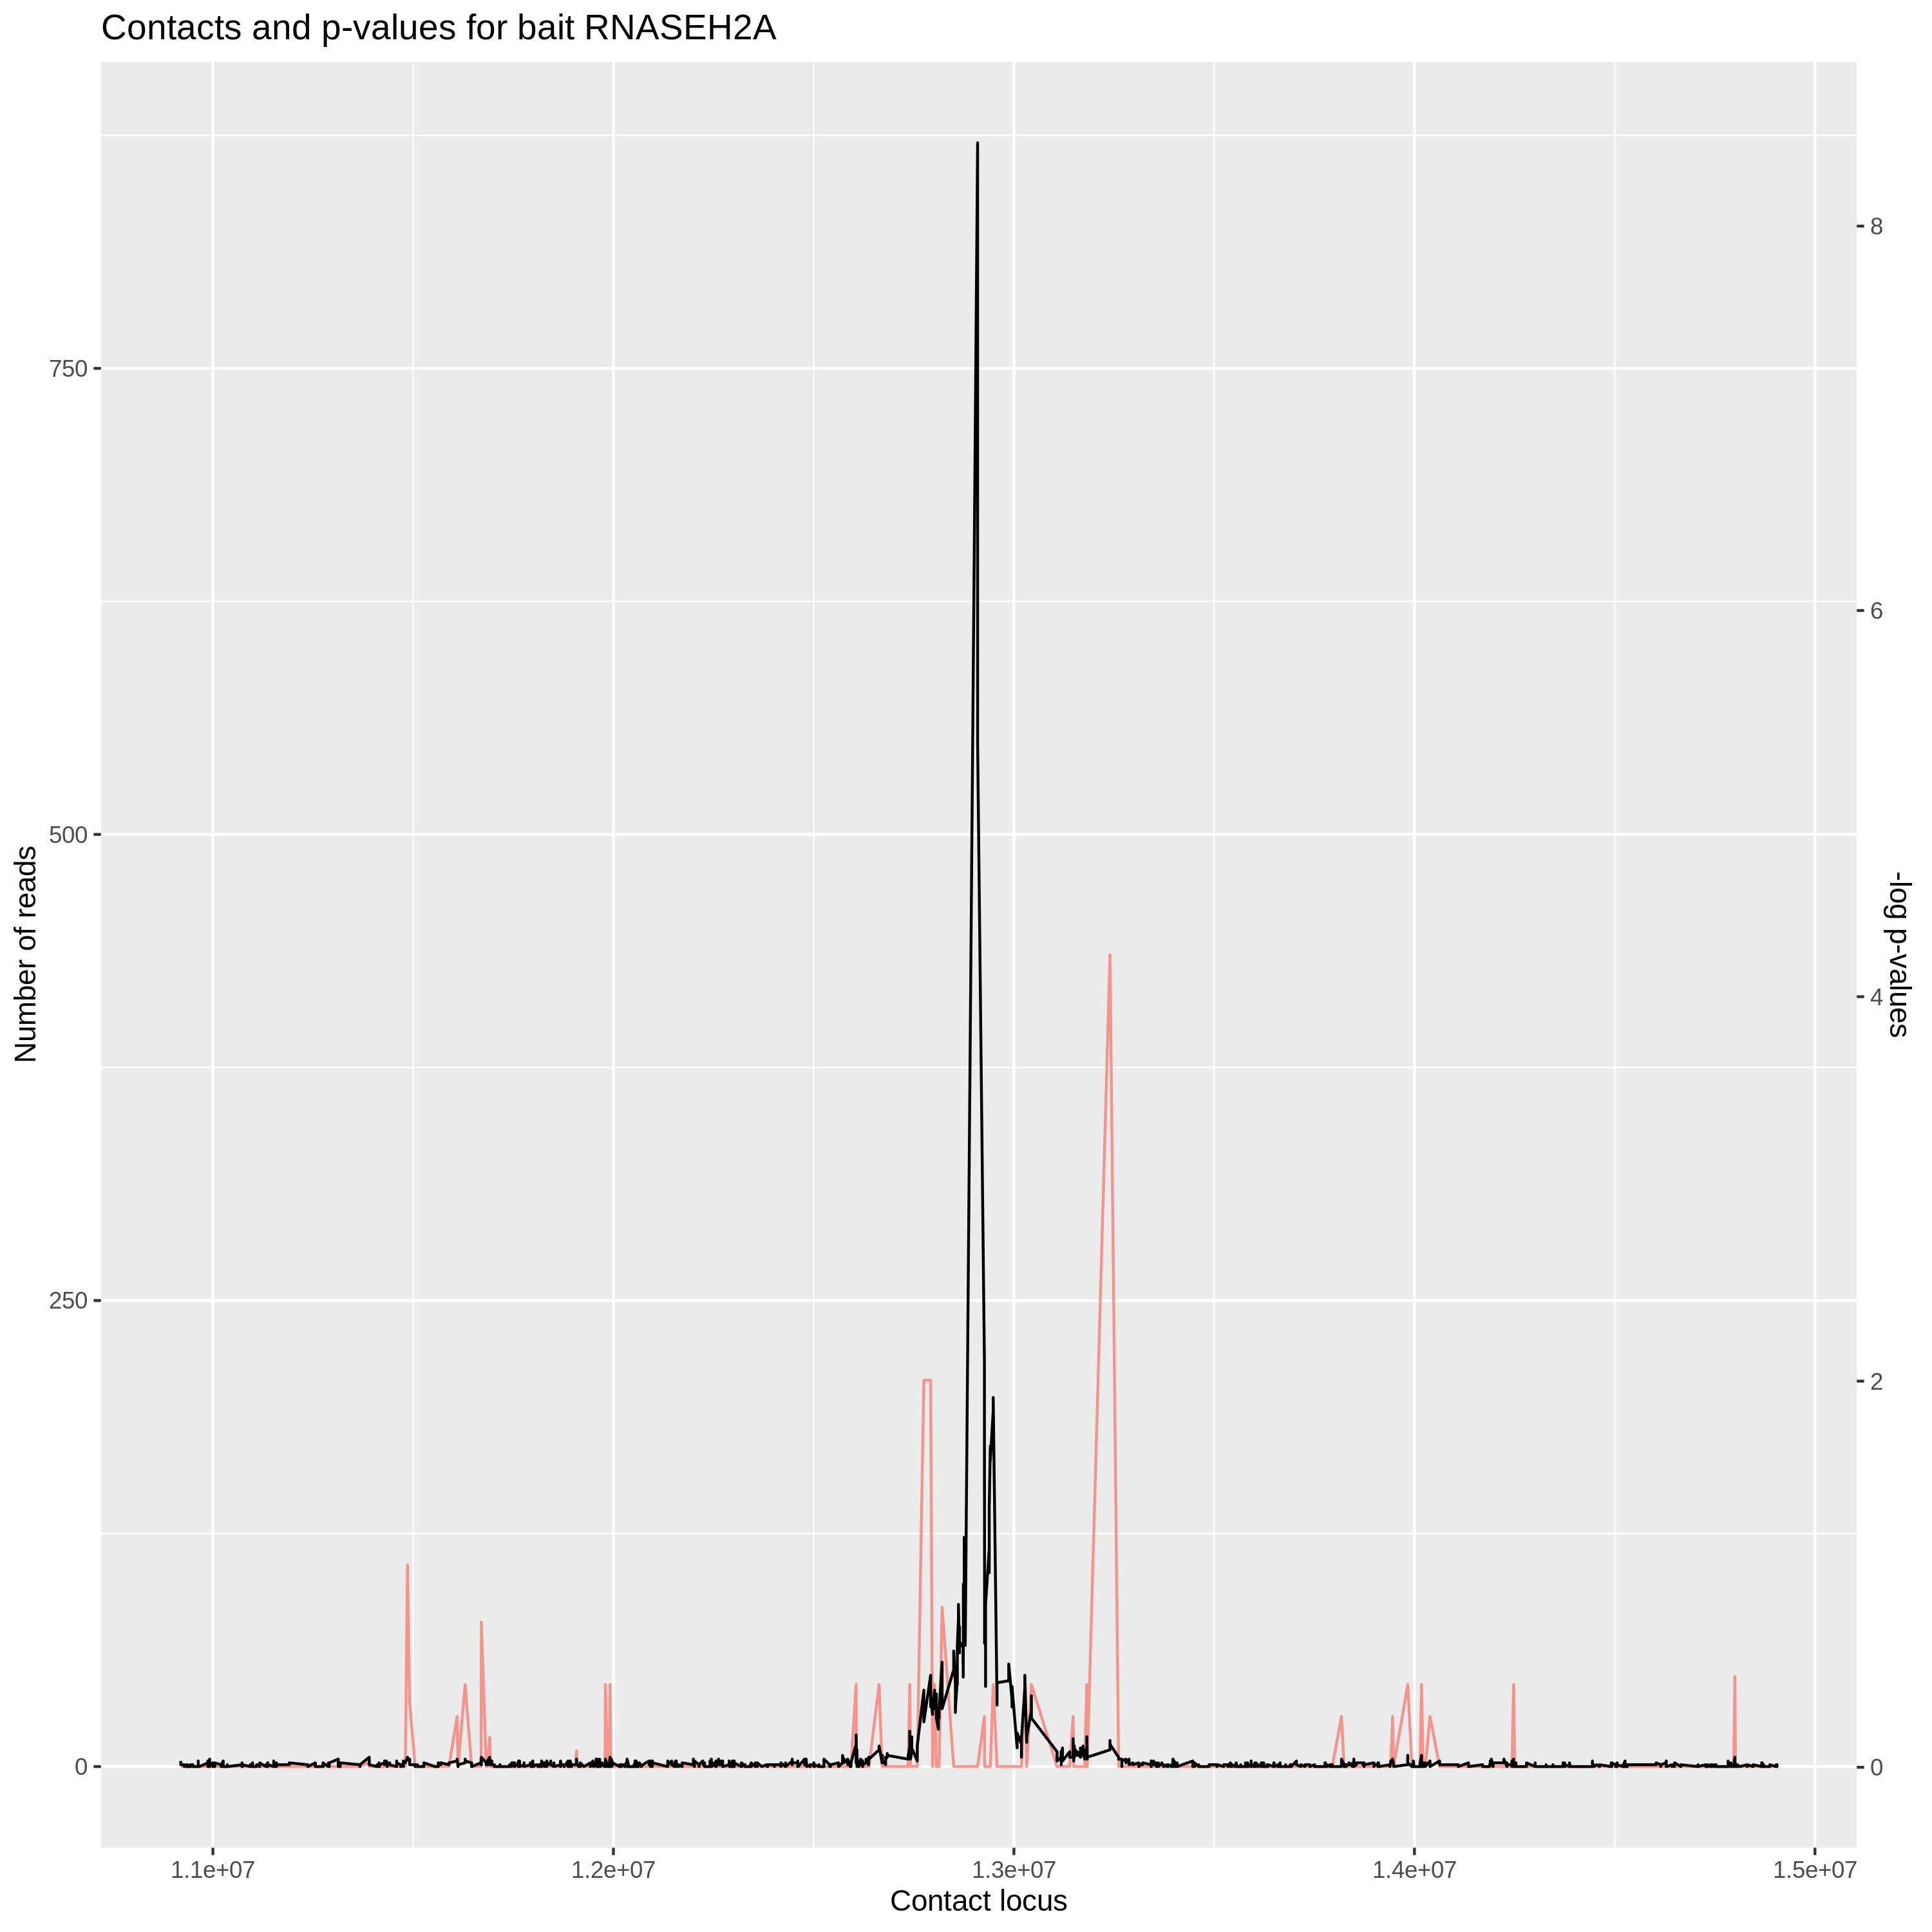 Contacts and p-values for bait RNASEH2A
Number of reads
750
500
250
0
8
6
4
2
0
-log p-values
1.1e+07
1.2e+07
1.3e+07
1.4e+07
1.5e+07
Contact locus